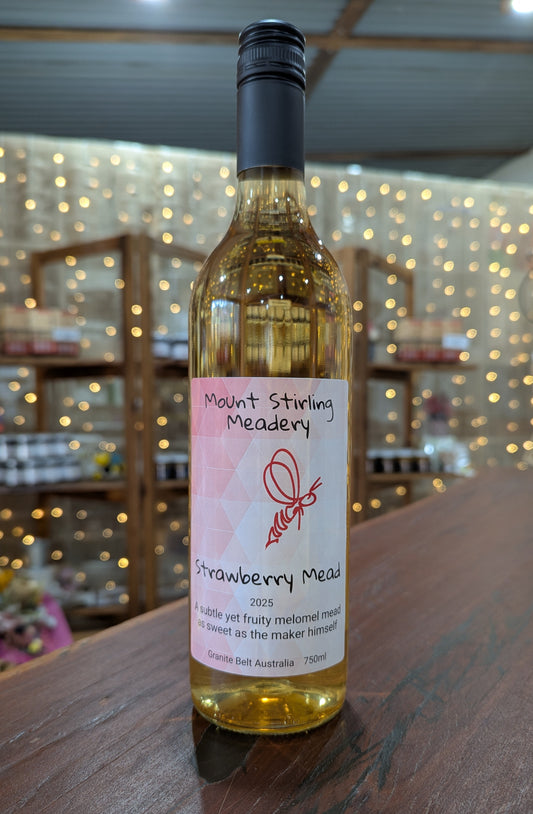 Mount Stirling
Meadery
Strawberry Mead
2025
A subtle yet fruity melomel mead
as sweet as the maker himself
Granite Belt Australia 750ml